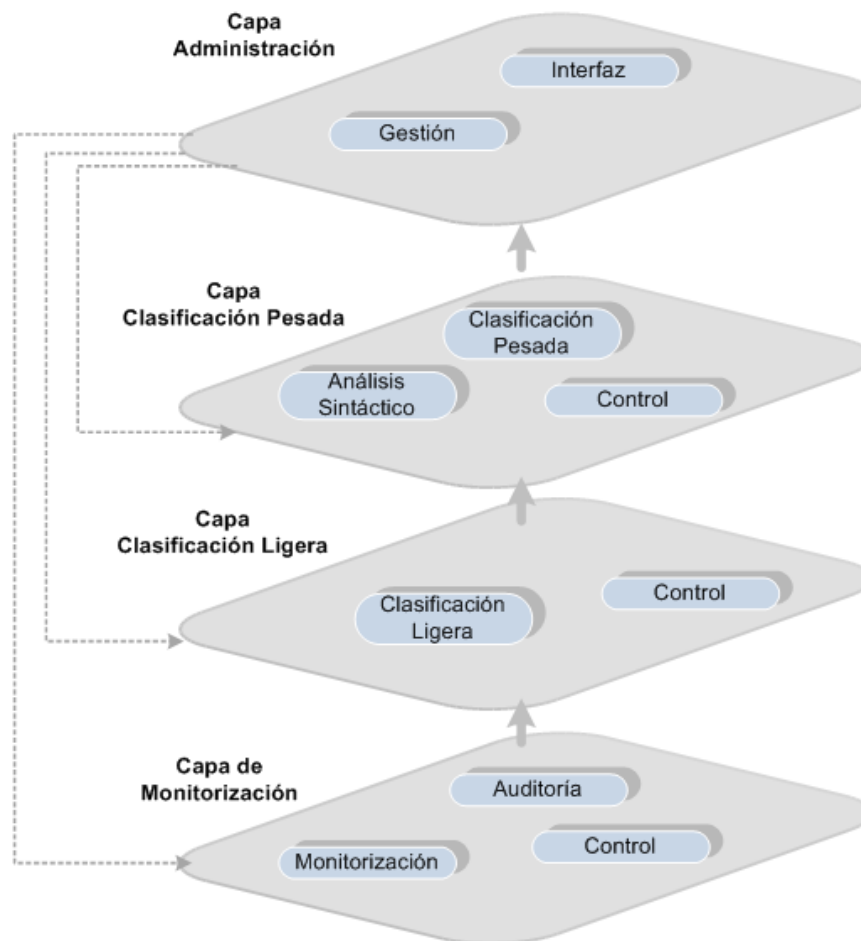 Capa
Administración
Interfaz
Gestión
Capa
Clasificación Pesada
Clasificación
Pesada
Análisis
Sintáctico
Control
Capa
Clasificación Ligera
Clasificación
Ligera
Control
Capa de
Monitorización
Auditoría
Monitorización
Control